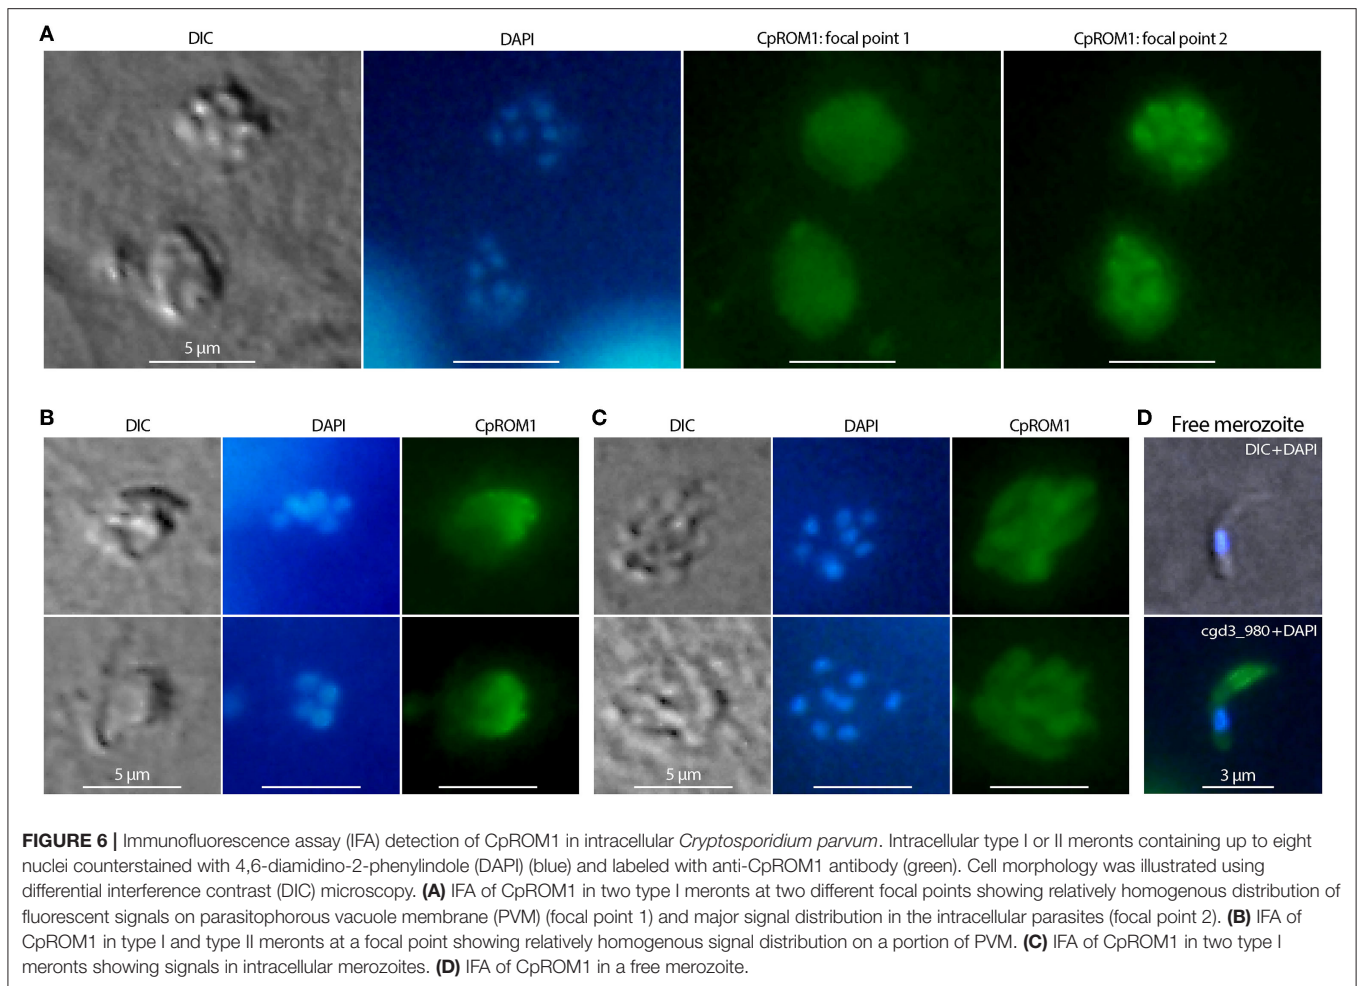 A
DIC
DAPI
CpROM1: focal point 1
CpROM1: focal point 2
5 µm
B
DIC
DAPI
CpROM1
C
DIC
DAPI
CpROM1
D
Free merozoite
DIC+DAPI
cgd3_980+DAPI
5 µm
5 µm
3 µm
FIGURE 6 | Immunofluorescence assay (IFA) detection of CpROM1 in intracellular Cryptosporidium parvum. Intracellular type I or II meronts containing up to eight
nuclei counterstained with 4,6-diamidino-2-phenylindole (DAPI) (blue) and labeled with anti-CpROM1 antibody (green). Cell morphology was illustrated using
differential interference contrast (DIC) microscopy. (A) IFA of CpROM1 in two type I meronts at two different focal points showing relatively homogenous distribution of
fluorescent signals on parasitophorous vacuole membrane (PVM) (focal point 1) and major signal distribution in the intracellular parasites (focal point 2). (B) IFA of
CpROM1 in type I and type II meronts at a focal point showing relatively homogenous signal distribution on a portion of PVM. (C) IFA of CpROM1 in two type I
meronts showing signals in intracellular merozoites. (D) IFA of CpROM1 in a free merozoite.